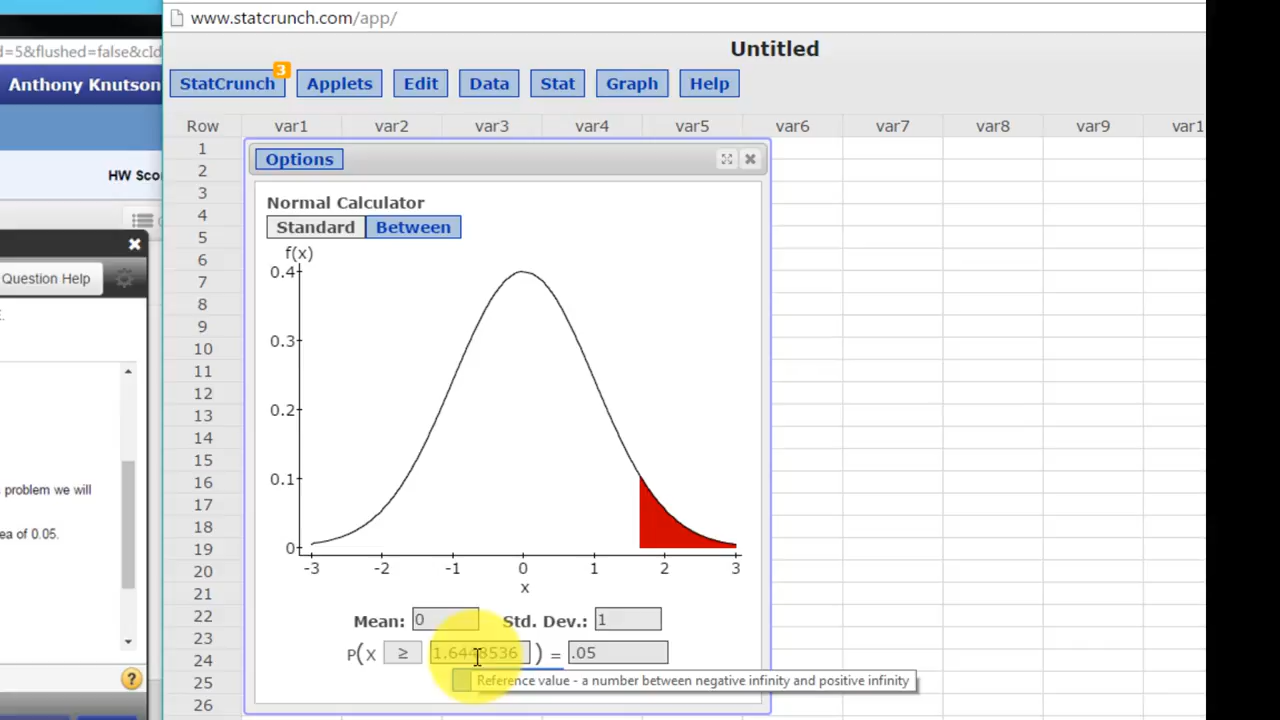 www.statcrunch.com/app/
Untitled
d=5&flushed=false&cId
Anthony Knutson
StatCrunch 3 Applets Edit Data Stat Graph Help
Row var1 var2 var3 var4 var5 var6 var7 var8 var9 var1
HW Sco
Question Help
E.
problem we will
ea of 0.05.
?
1
2
3
4
5
6
7
8
9
10
11
12
13
14
15
16
17
18
19
20
21
22
23
24
25
26
Options
Normal Calculator
Standard Between
f(x)
0.4
0.3
0.2
0.1
0
-3 -2 -1 0 1 2 3
x
Mean: 0 Std. Dev.: 1
P(X ≥ 1.6448536 ) = .05
Reference value - a number between negative infinity and positive infinity